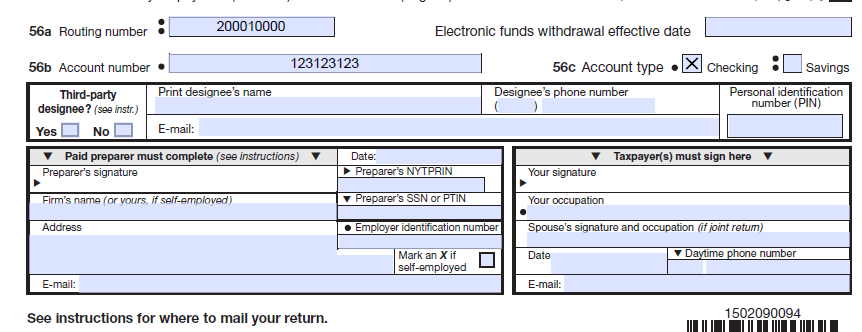 56a Routing number ● 200010000 Electronic funds withdrawal effective date
56b Account number ● 123123123 56c Account type ● X Checking ● Savings
Third-party designee? (see instr.)
Yes No
Print designee's name
Designee's phone number
( )
Personal identification number (PIN)
E-mail:
▼ Paid preparer must complete (see instructions) ▼ Date:
Preparer's signature
▶ Preparer's NYTPRIN
Firm's name (or yours, if self-employed)
▼ Preparer's SSN or PTIN
Address
● Employer identification number
Mark an X if
self-employed
E-mail:
▼ Taxpayer(s) must sign here ▼
Your signature
Your occupation
Spouse's signature and occupation (if joint return)
Date ▼ Daytime phone number
E-mail:
See instructions for where to mail your return.
1502090094